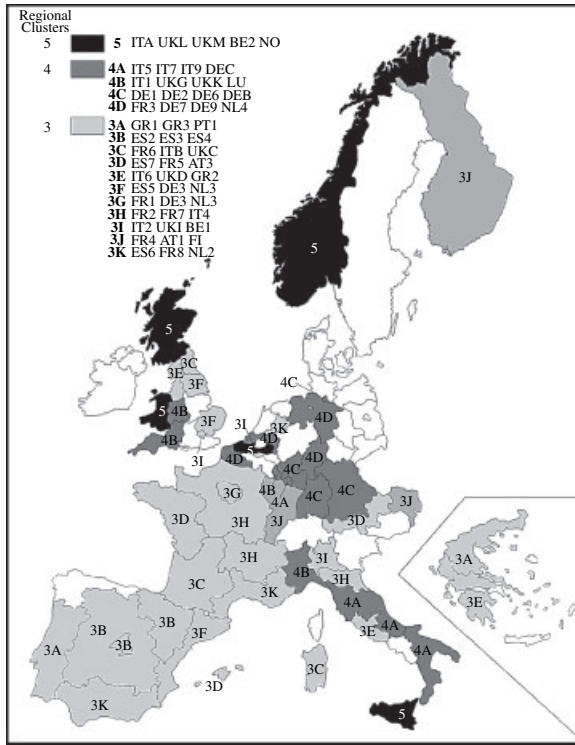 Regional
Clusters
5 5 ITA UKL UKM BE2 NO
4 4A IT5 IT7 IT9 DEC
4B IT1 UKG UKK LU
4C DE1 DE2 DE6 DEB
4D FR3 DE7 DE9 NL4
3 3A GR1 GR3 PT1
3B ES2 ES3 ES4
3C FR6 ITB UKC
3D ES7 FR5 AT3
3E IT6 UKD GR2
3F ES5 DE3 NL3
3G FR1 DE3 NL3
3H FR2 FR7 IT4
3I IT2 UKI BE1
3J FR4 AT1 FI
3K ES6 FR8 NL2
3J
5
5
3C
3E
3F
4C
5
4B
3F
3I
3K
4D
4D
4B
5
3I
4D
4D
4C
3G
4B
4C
4C
4A
3J
3D
3H
3J
3D
3H
3I
3A
3C
4B
3H
3K
4A
3E
3B
3B
3F
3E
4A
3B
3A
4A
3C
3D
3K
5